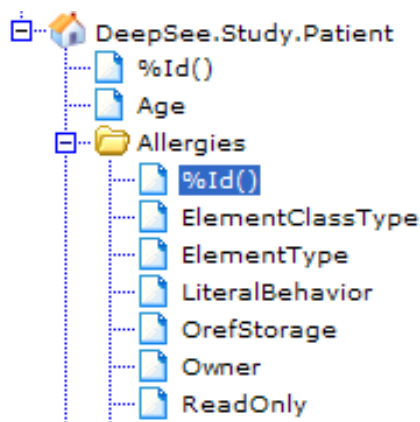 DeepSee.Study.Patient
%Id()
Age
Allergies
%Id()
ElementClassType
ElementType
LiteralBehavior
OrefStorage
Owner
ReadOnly